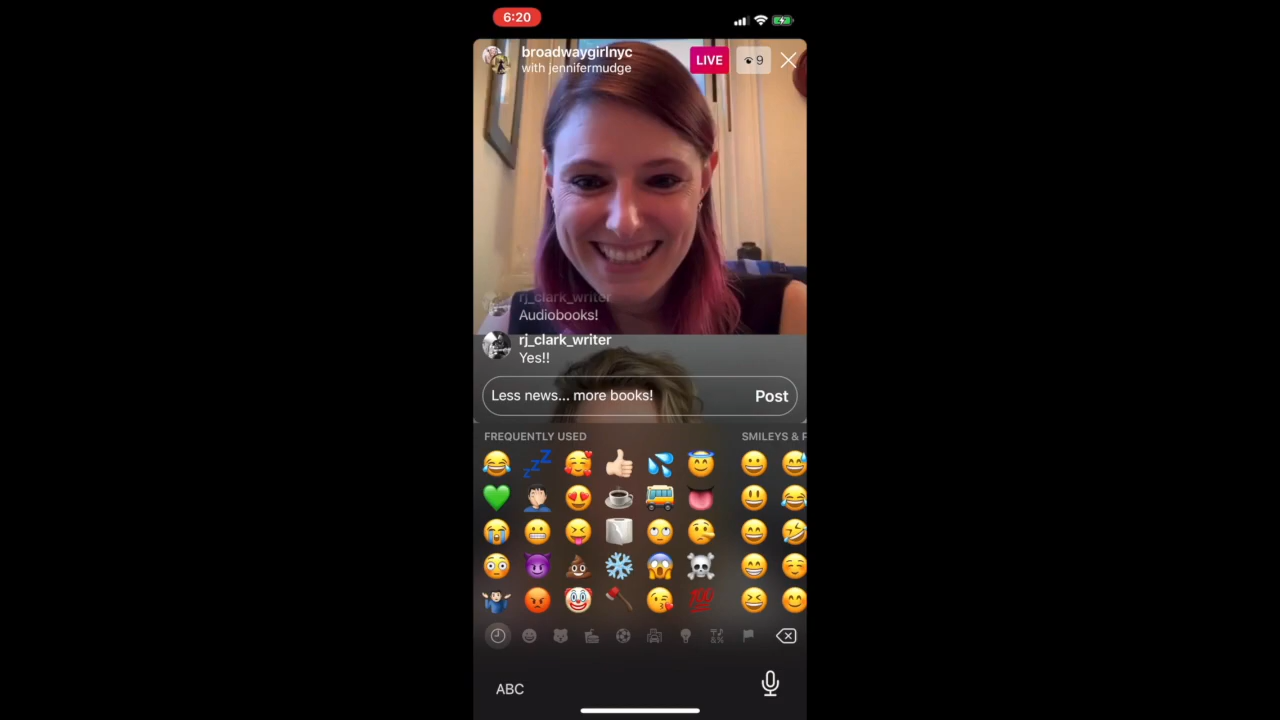 6:20
broadwaygirlnyc
with jennifermudge
LIVE
9
rj_clark_writer
Audiobooks!
rj_clark_writer
Yes!!
Less news... more books!
Post
FREQUENTLY USED
SMILEYS & P
ABC